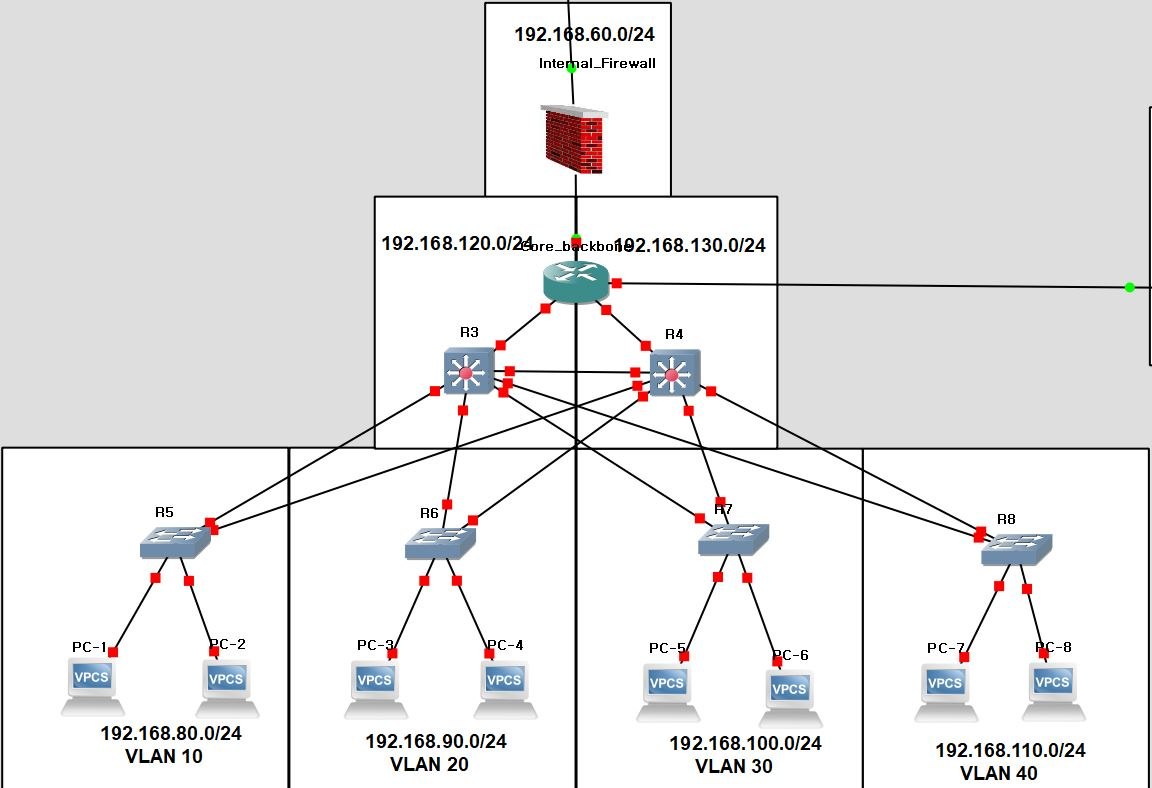 192.168.60.0/24
Internal_Firewall
192.168.120.0/24
Core_backbone
192.168.130.0/24
R3
R4
R5
R6
R7
R8
PC-1
PC-2
PC-3
PC-4
PC-5
PC-6
PC-7
PC-8
VPCS
VPCS
VPCS
VPCS
VPCS
VPCS
VPCS
VPCS
192.168.80.0/24
VLAN 10
192.168.90.0/24
VLAN 20
192.168.100.0/24
VLAN 30
192.168.110.0/24
VLAN 40